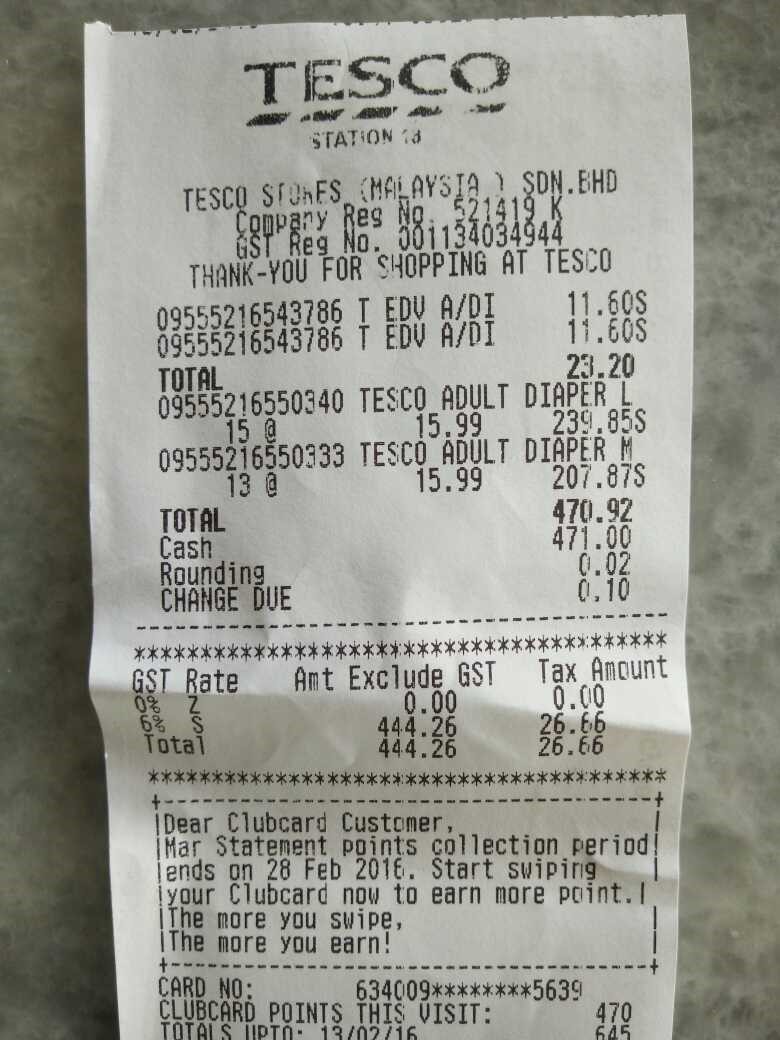 TESCO
STATION 18
TESCO STORES (MALAYSIA ) SDN.BHD
Company Reg No. 521419 K
GST Reg No. 001134034944
THANK-YOU FOR SHOPPING AT TESCO
09555216543786 T EDV A/DI 11.60S
09555216543786 T EDV A/DI 11.60S
TOTAL 23.20
09555216550340 TESCO ADULT DIAPER L
15 @ 15.99 239.85S
09555216550333 TESCO ADULT DIAPER M
13 @ 15.99 207.87S
TOTAL 470.92
Cash 471.00
Rounding 0.02
CHANGE DUE 0.10
----------------------------------------
****************************************
GST Rate Amt Exclude GST Tax Amount
0% Z 0.00 0.00
6% S 444.26 26.66
Total 444.26 26.66
****************************************
+--------------------------------------+
|Dear Clubcard Customer, |
|Mar Statement points collection period|
|ends on 28 Feb 2016. Start swiping |
|your Clubcard now to earn more point.|
|The more you swipe, |
|The more you earn! |
+--------------------------------------+
CARD NO: 634009********5639
CLUBCARD POINTS THIS VISIT: 470
TOTALS UPTO: 13/02/16 645